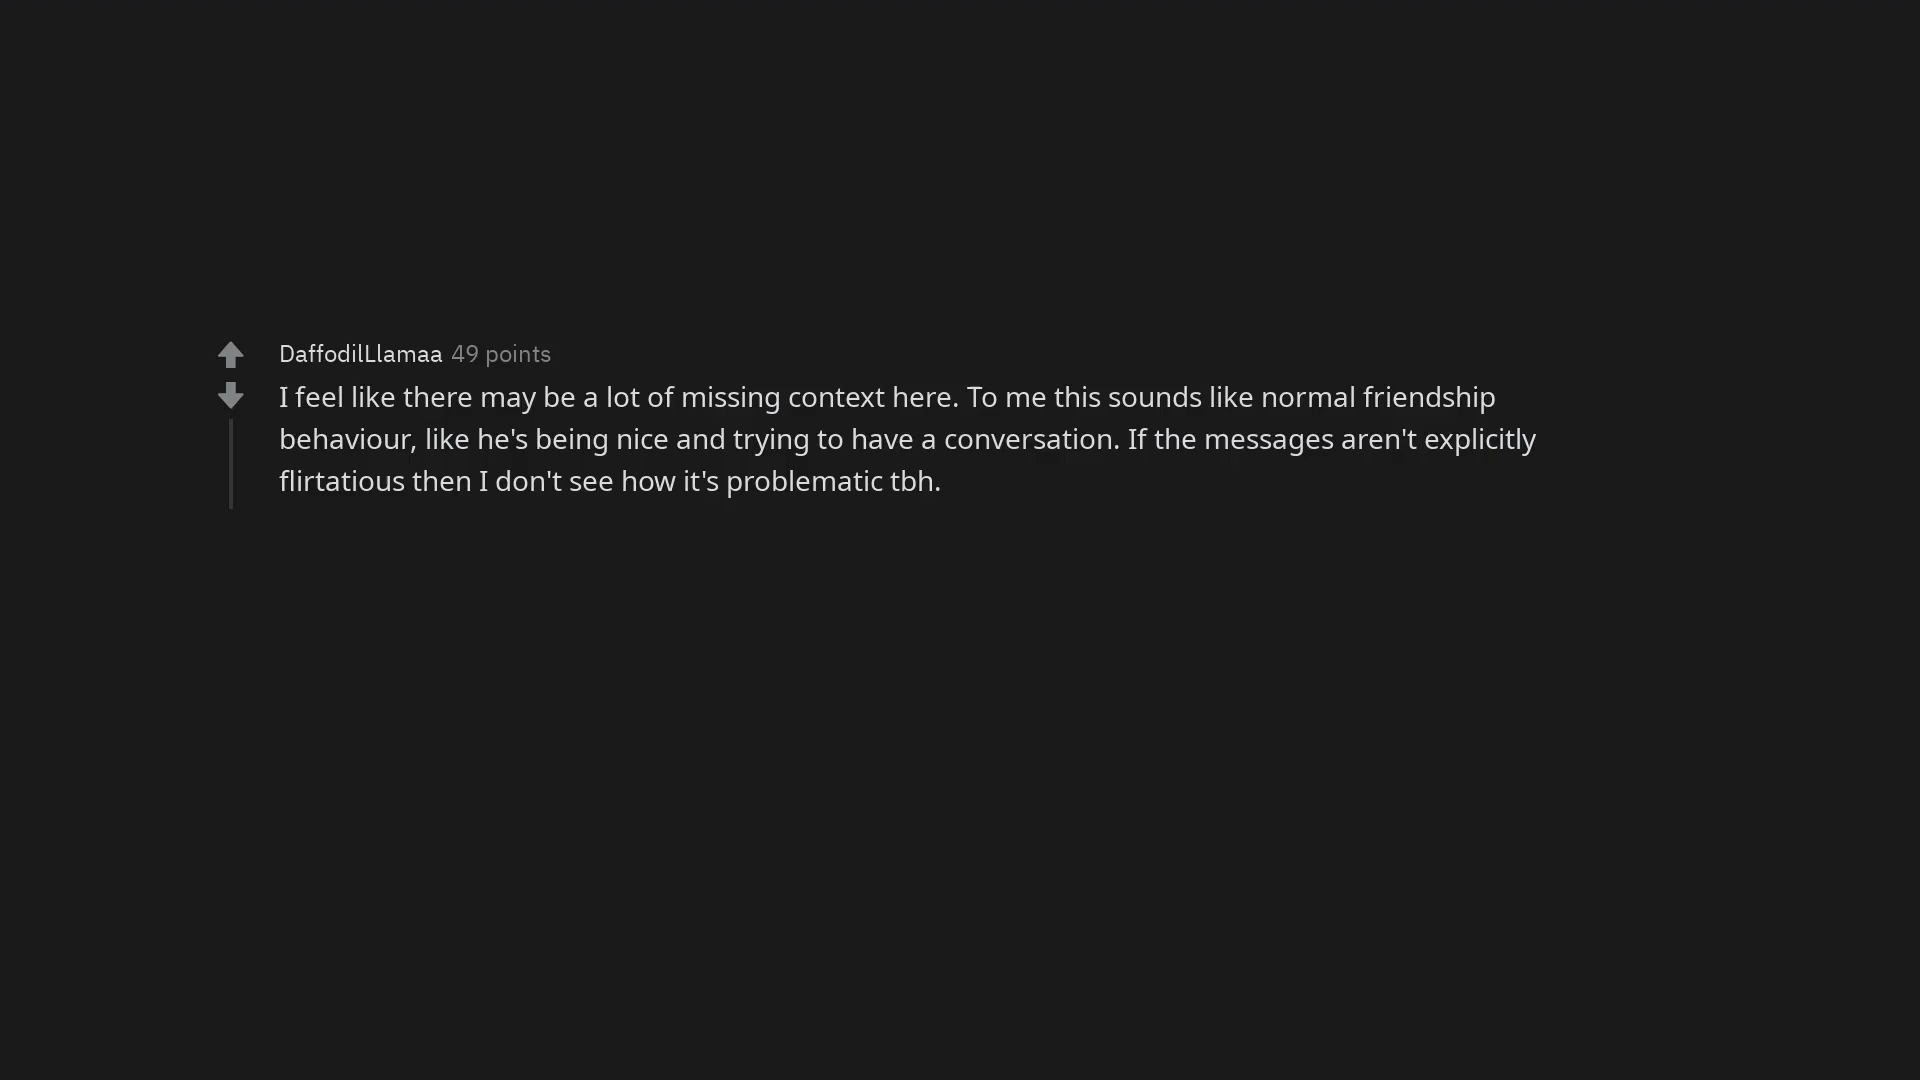 DaffodilLlamaa 49 points
I feel like there may be a lot of missing context here. To me this sounds like normal friendship
behaviour, like he's being nice and trying to have a conversation. If the messages aren't explicitly
flirtatious then I don't see how it's problematic tbh.